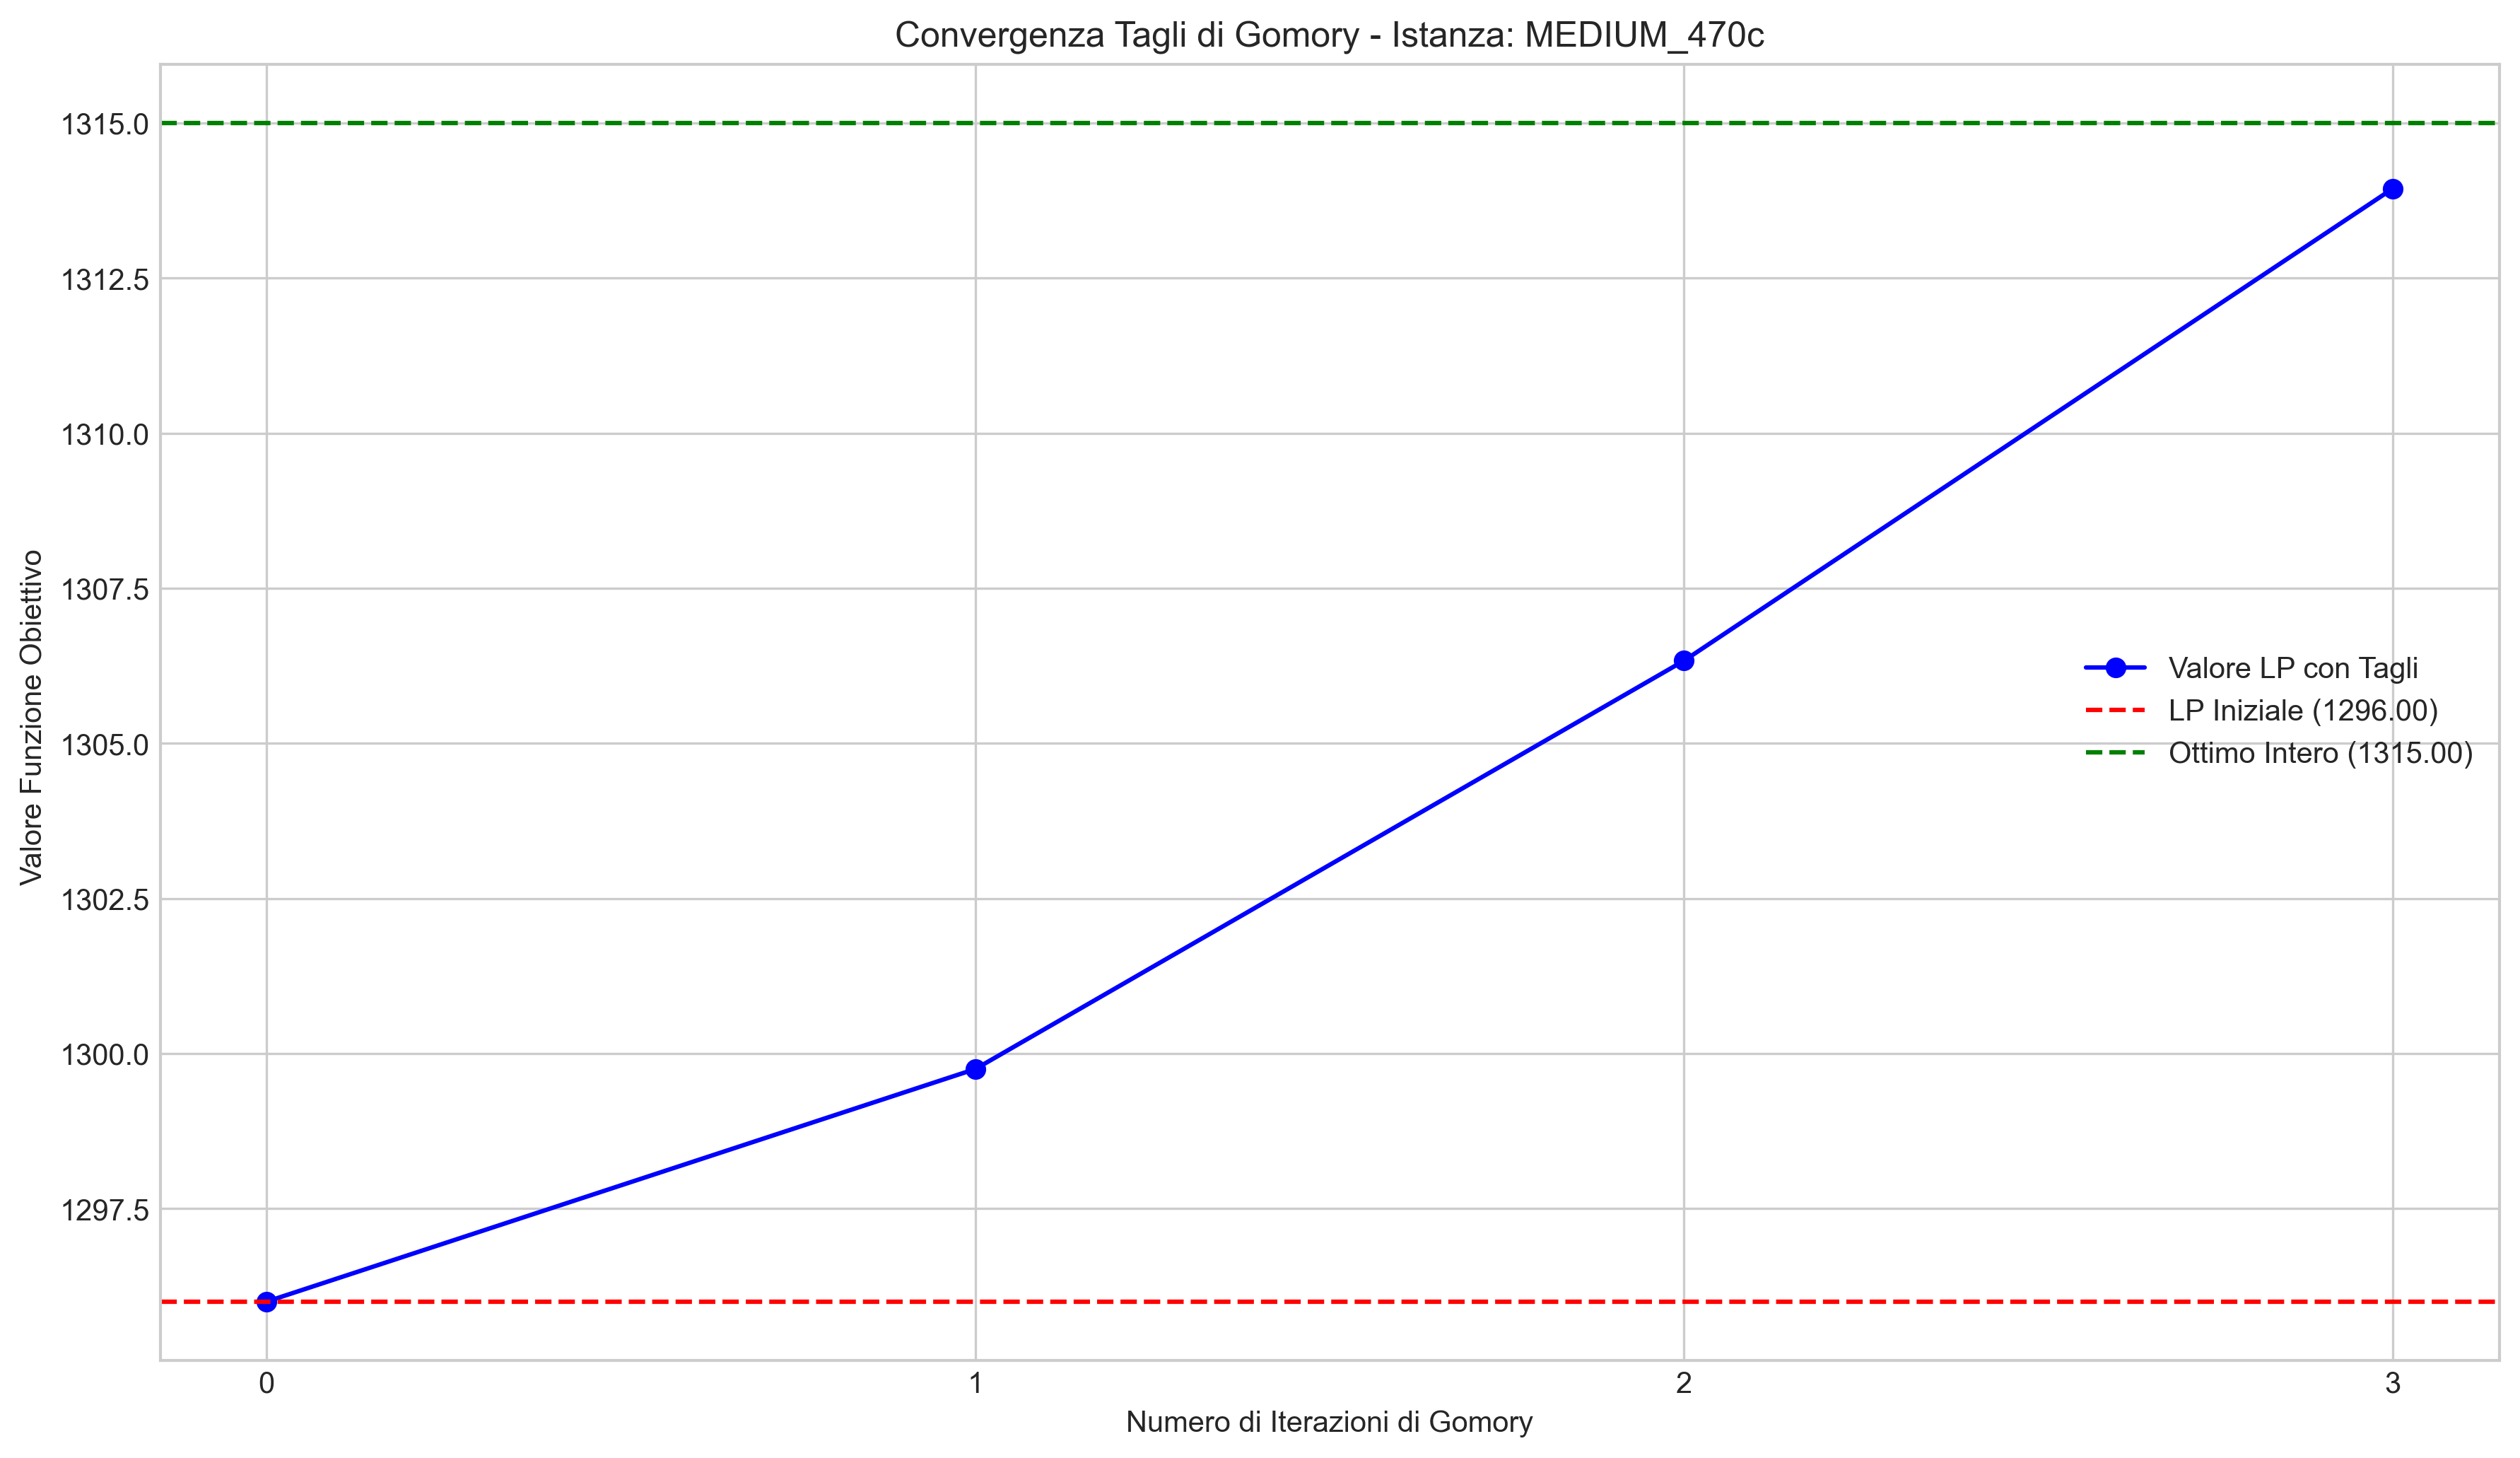 Convergenza Tagli di Gomory - Istanza: MEDIUM_470c
Valore Funzione Obiettivo
1315.0
1312.5
1310.0
1307.5
1305.0
1302.5
1300.0
1297.5
Valore LP con Tagli
LP Iniziale (1296.00)
Ottimo Intero (1315.00)
0 1 2 3
Numero di Iterazioni di Gomory